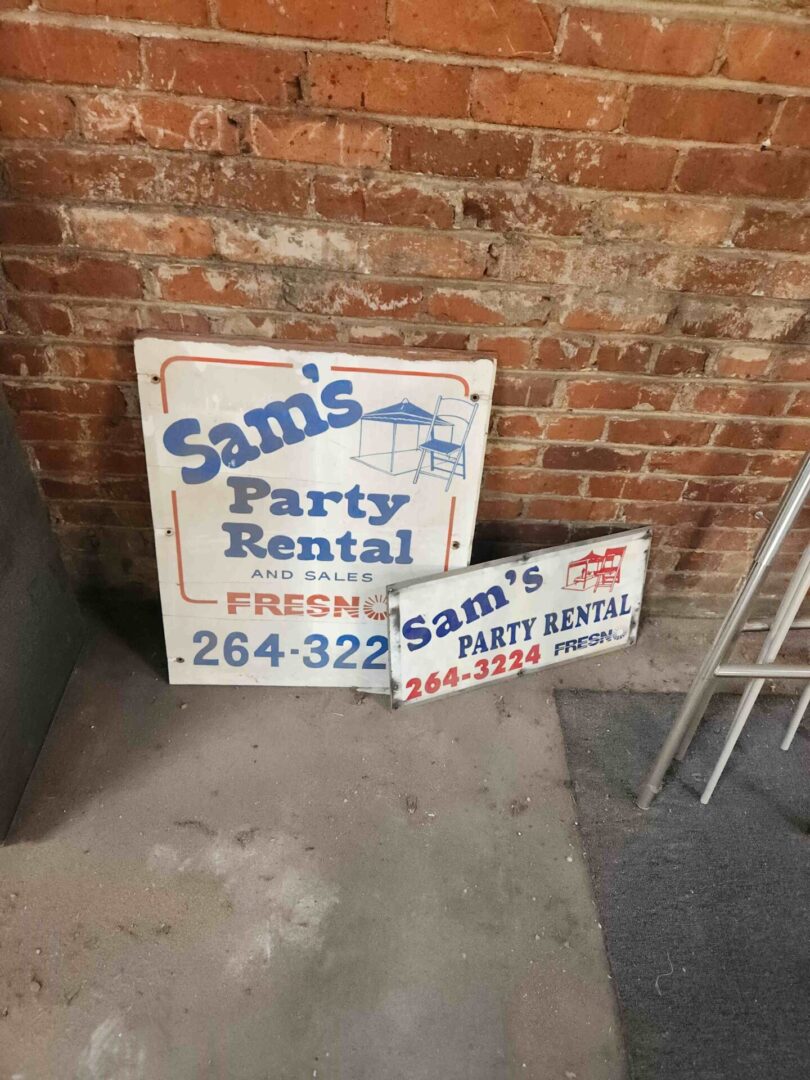 Sam's
Party
Rental
AND SALES
FRESNO
264-322
Sam's
PARTY RENTAL
264-3224
FRESNO